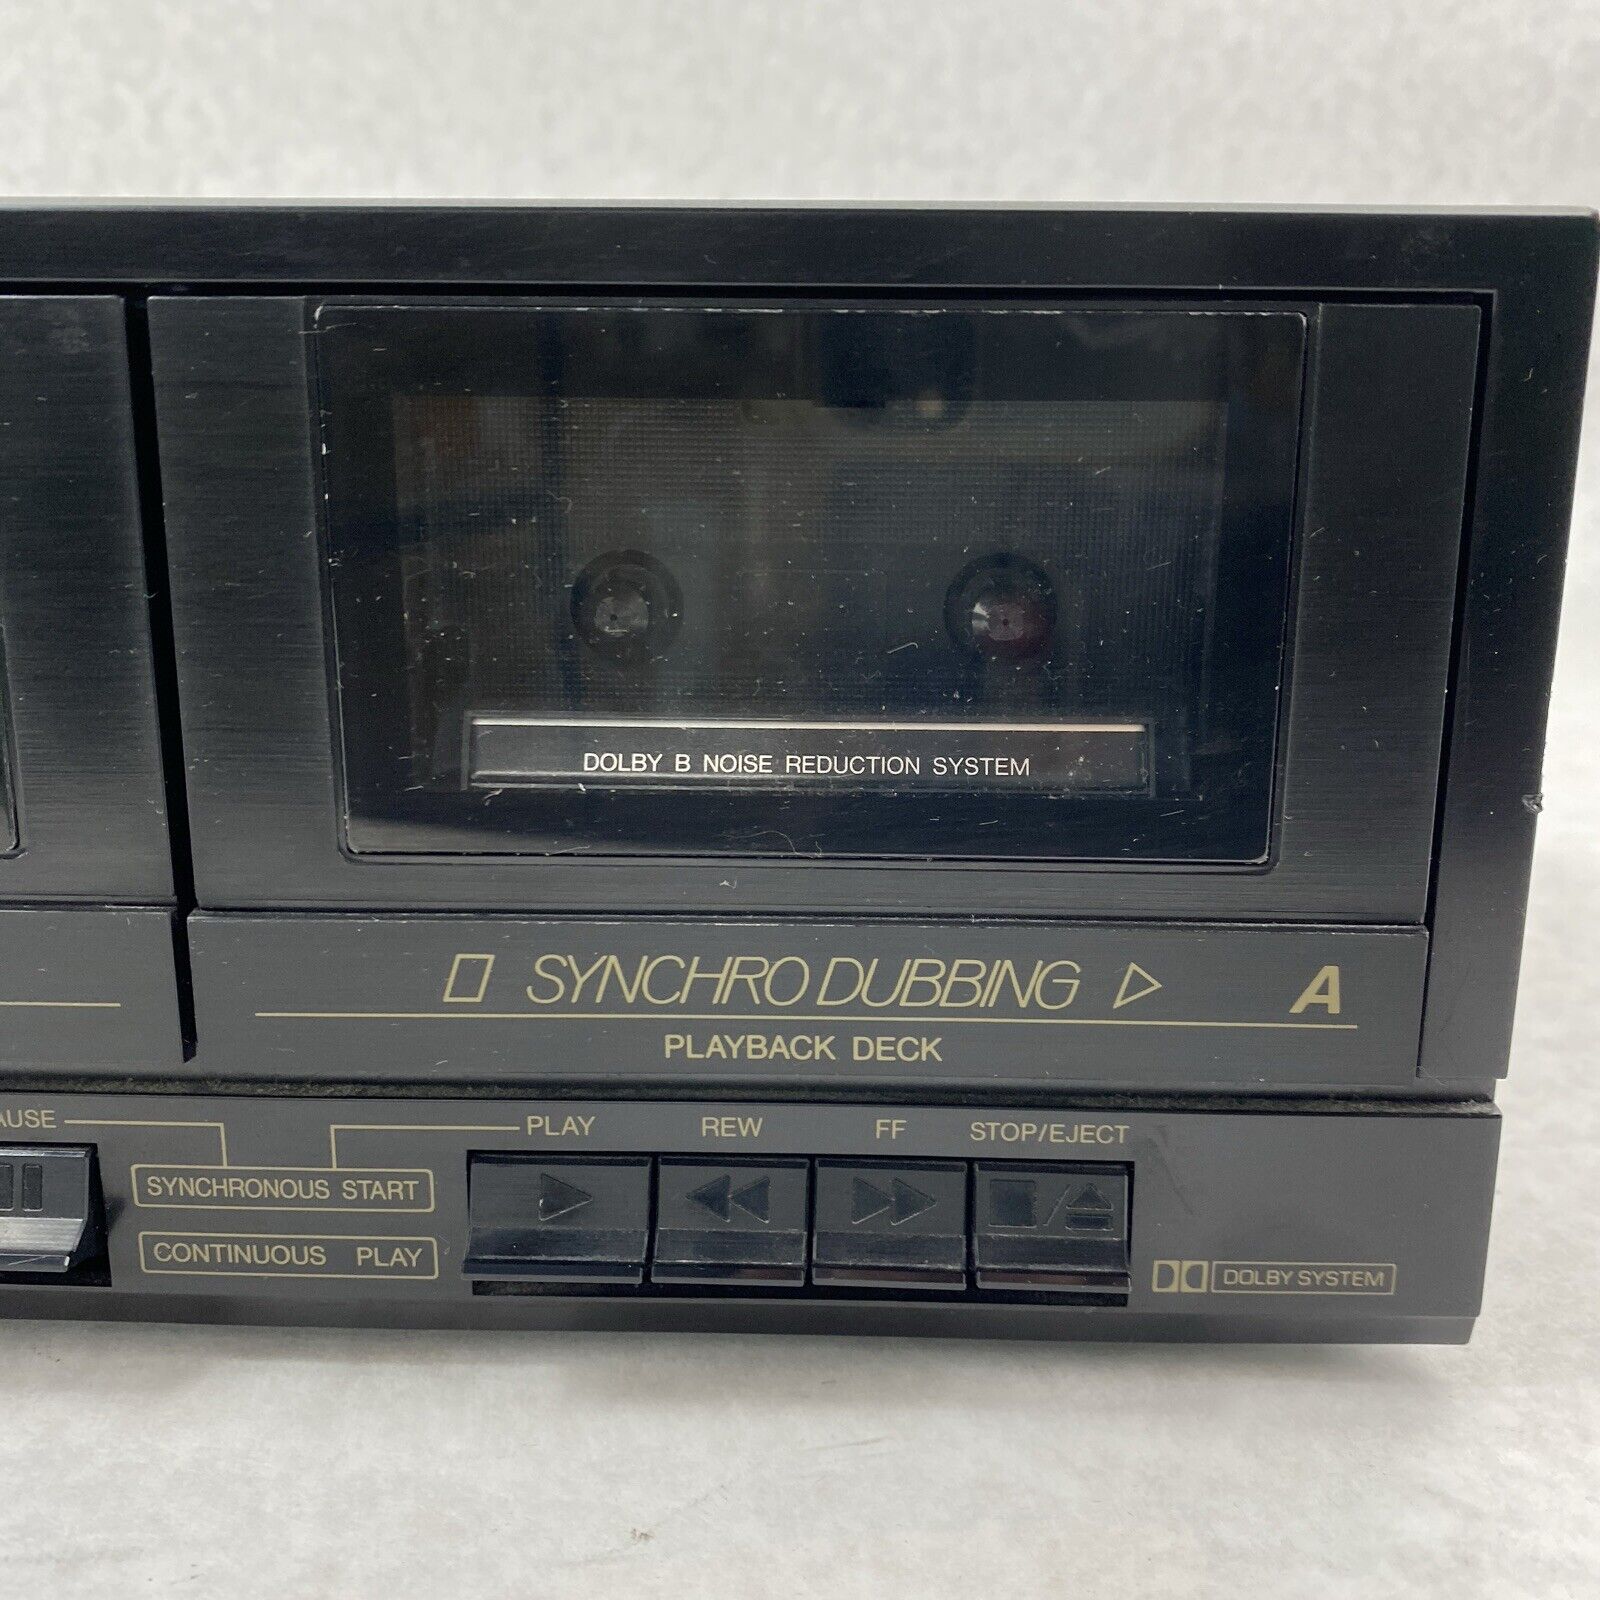 DOLBY B NOISE REDUCTION SYSTEM
SYNCHRO DUBBING
A
PLAYBACK DECK
AUSE
PLAY REW FF STOP/EJECT
SYNCHRONOUS START
CONTINUOUS PLAY
DOLBY SYSTEM